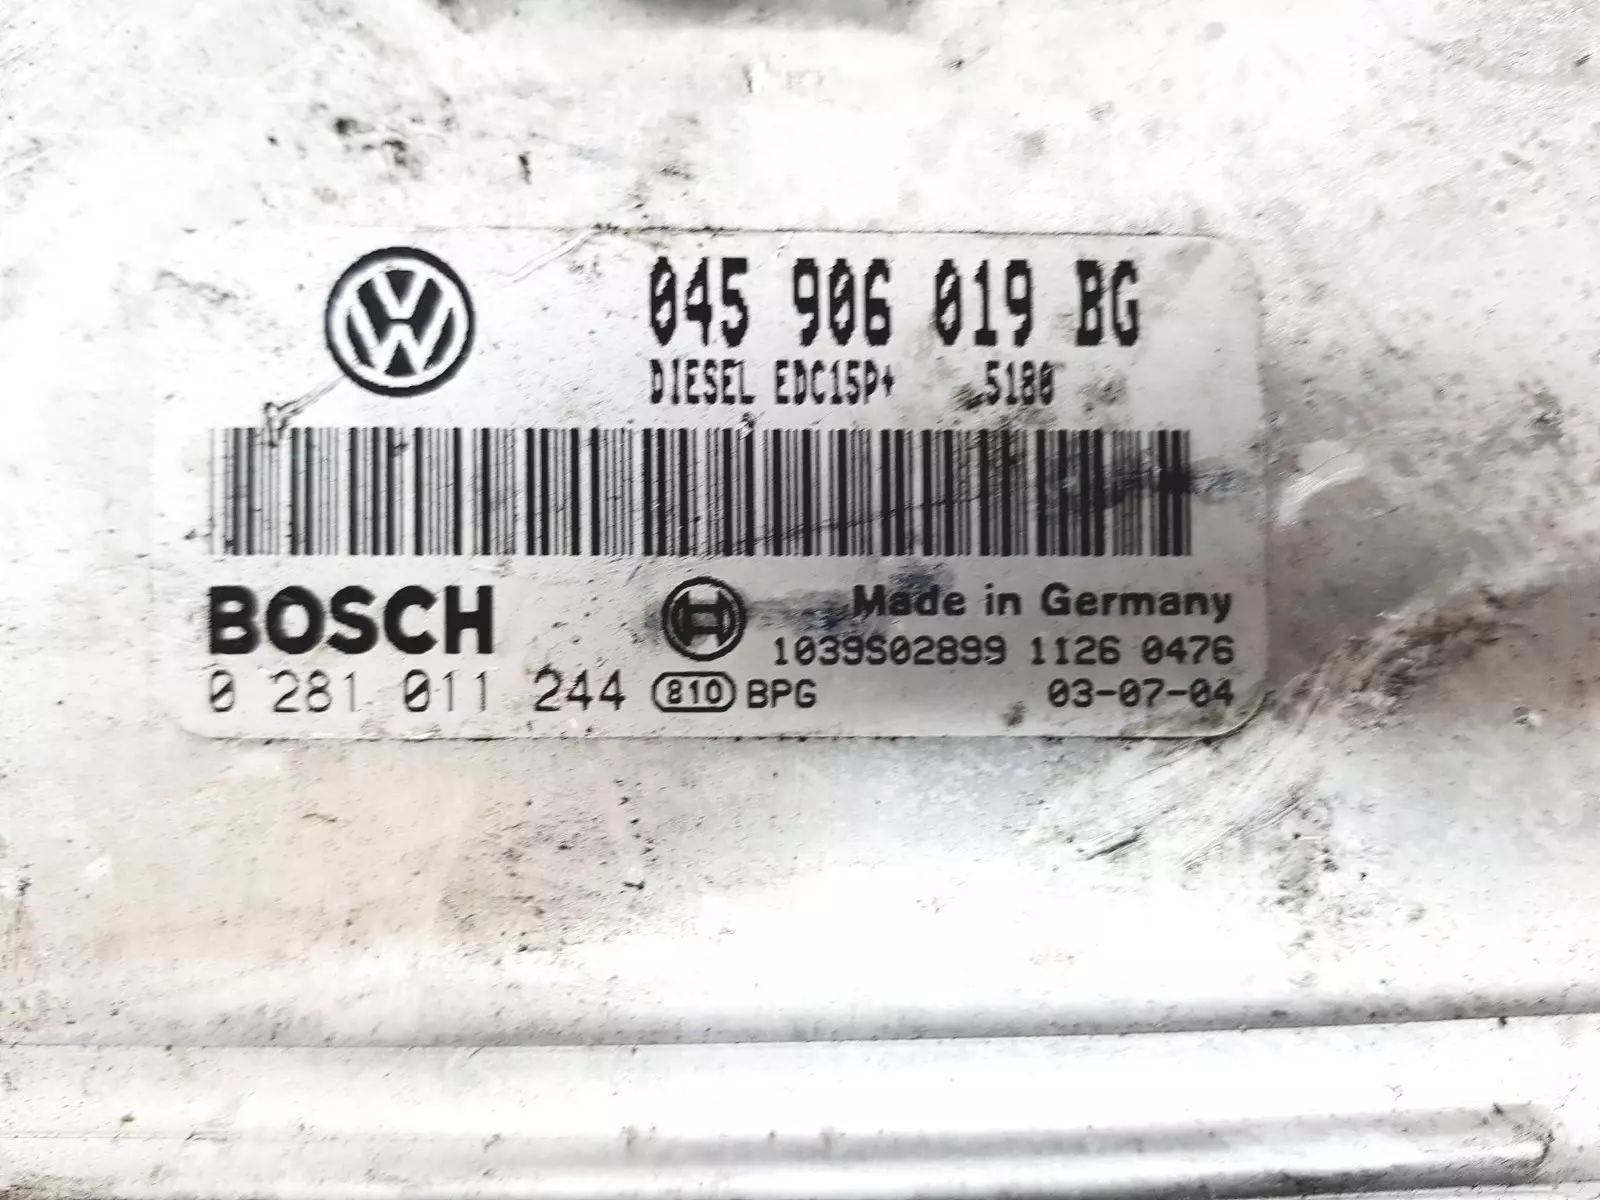 045 906 019 BG
DIESEL EDC15P+ 5180
BOSCH
Made in Germany
1039S02899 1126 0476
0 281 011 244 810 BPG 03-07-04